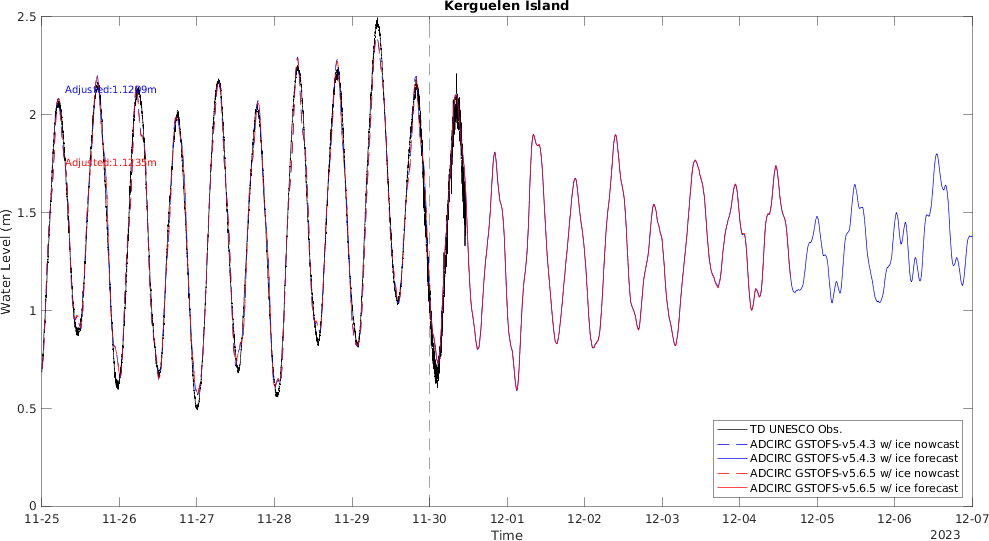 Kerguelen Island
2.5
2
1.5
1
0.5
0
Water Level (m)
Adjusted:1.1209m
Adjusted:1.1235m
TD UNESCO Obs.
ADCIRC GSTOFS-v5.4.3 w/ ice nowcast
ADCIRC GSTOFS-v5.4.3 w/ ice forecast
ADCIRC GSTOFS-v5.6.5 w/ ice nowcast
ADCIRC GSTOFS-v5.6.5 w/ ice forecast
11-25 11-26 11-27 11-28 11-29 11-30 12-01 12-02 12-03 12-04 12-05 12-06 12-07
Time
2023